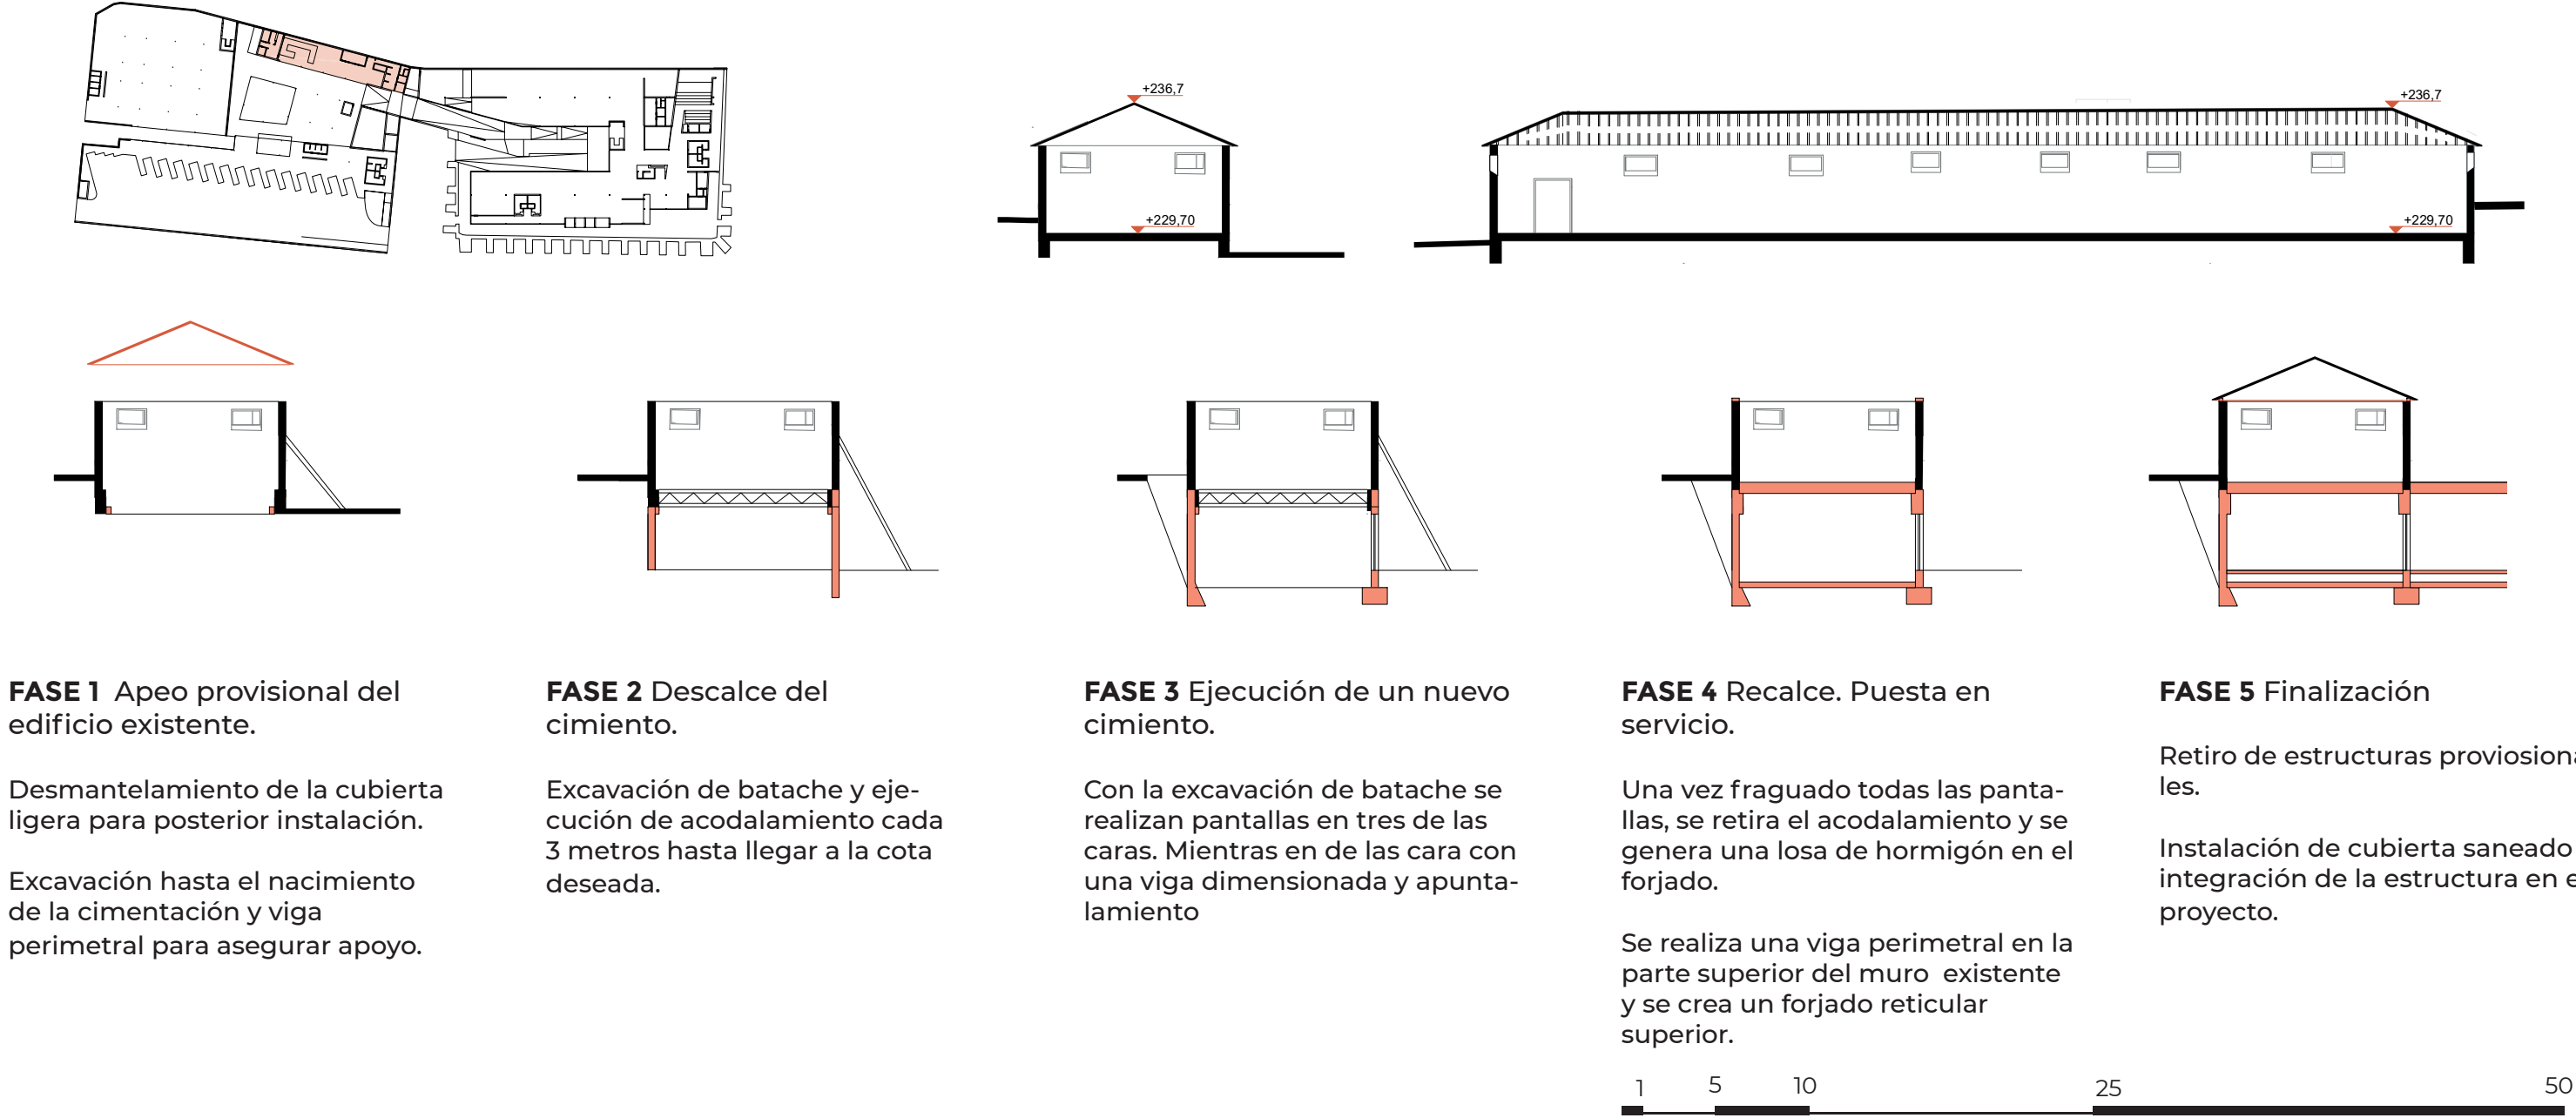 +236,7
+229,70
+236,7
+229,70
FASE 1 Apeo provisional del
edificio existente.
Desmantelamiento de la cubierta
ligera para posterior instalación.
Excavación hasta el nacimiento
de la cimentación y viga
perimetral para asegurar apoyo.
FASE 2 Descalce del
cimiento.
Excavación de batache y eje-
cución de acodalamiento cada
3 metros hasta llegar a la cota
deseada.
FASE 3 Ejecución de un nuevo
cimiento.
Con la excavación de batache se
realizan pantallas en tres de las
caras. Mientras en de las cara con
una viga dimensionada y apunta-
lamiento
FASE 4 Recalce. Puesta en
servicio.
Una vez fraguado todas las panta-
llas, se retira el acodalamiento y se
genera una losa de hormigón en el
forjado.
Se realiza una viga perimetral en la
parte superior del muro existente
y se crea un forjado reticular
superior.
FASE 5 Finalización
Retiro de estructuras proviosiona
les.
Instalación de cubierta saneado
integración de la estructura en e
proyecto.
1 5 10 25 50